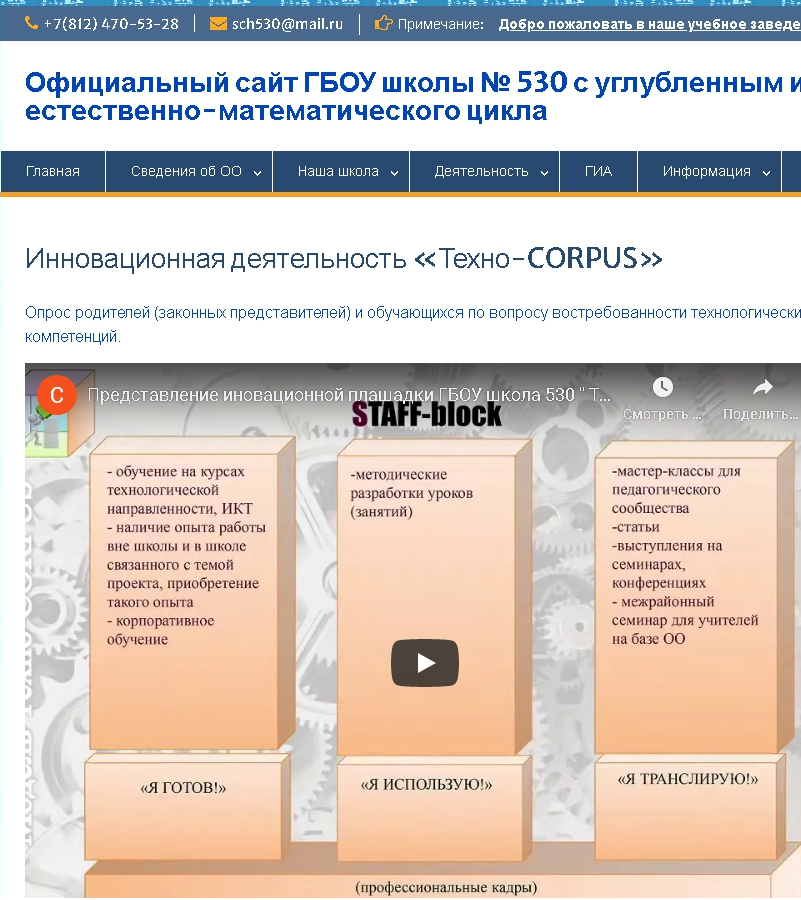 +7(812) 470-53-28 sch530@mail.ru Примечание: Добро пожаловать в наше учебное заведе
Официальный сайт ГБОУ школы № 530 с углубленным и
естественно-математического цикла
Главная Сведения об ОО Наша школа Деятельность ГИА Информация
Инновационная деятельность «Техно-CORPUS»
Опрос родителей (законных представителей) и обучающихся по вопросу востребованности технологически
компетенций.
С Представление иновационной плащадки ГБОУ школа 530 " Т...
Смотреть ... Поделить...
STAFF-block
- обучение на курсах
технологической
направленности, ИКТ
- наличие опыта работы
вне школы и в школе
связанного с темой
проекта, приобретение
такого опыта
- корпоративное
обучение
-методические
разработки уроков
(занятий)
-мастер-классы для
педагогического
сообщества
-статьи
-выступления на
семинарах,
конференциях
- межрайонный
семинар для учителей
на базе ОО
«Я ГОТОВ!»
«Я ИСПОЛЬЗУЮ!»
«Я ТРАНСЛИРУЮ!»
(профессиональные кадры)